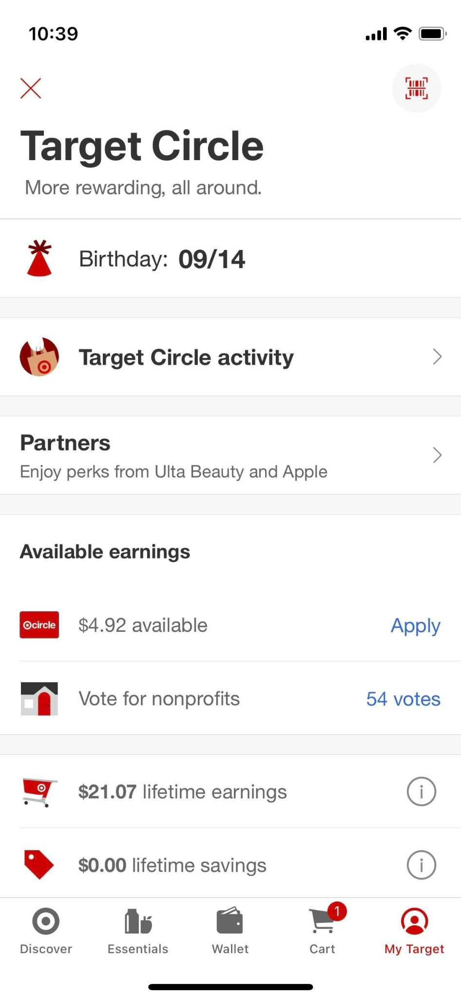 10:39
Target Circle
More rewarding, all around.
Birthday: 09/14
Target Circle activity
Partners
Enjoy perks from Ulta Beauty and Apple
Available earnings
circle $4.92 available Apply
Vote for nonprofits 54 votes
$21.07 lifetime earnings i
$0.00 lifetime savings i
1
Discover Essentials Wallet Cart My Target